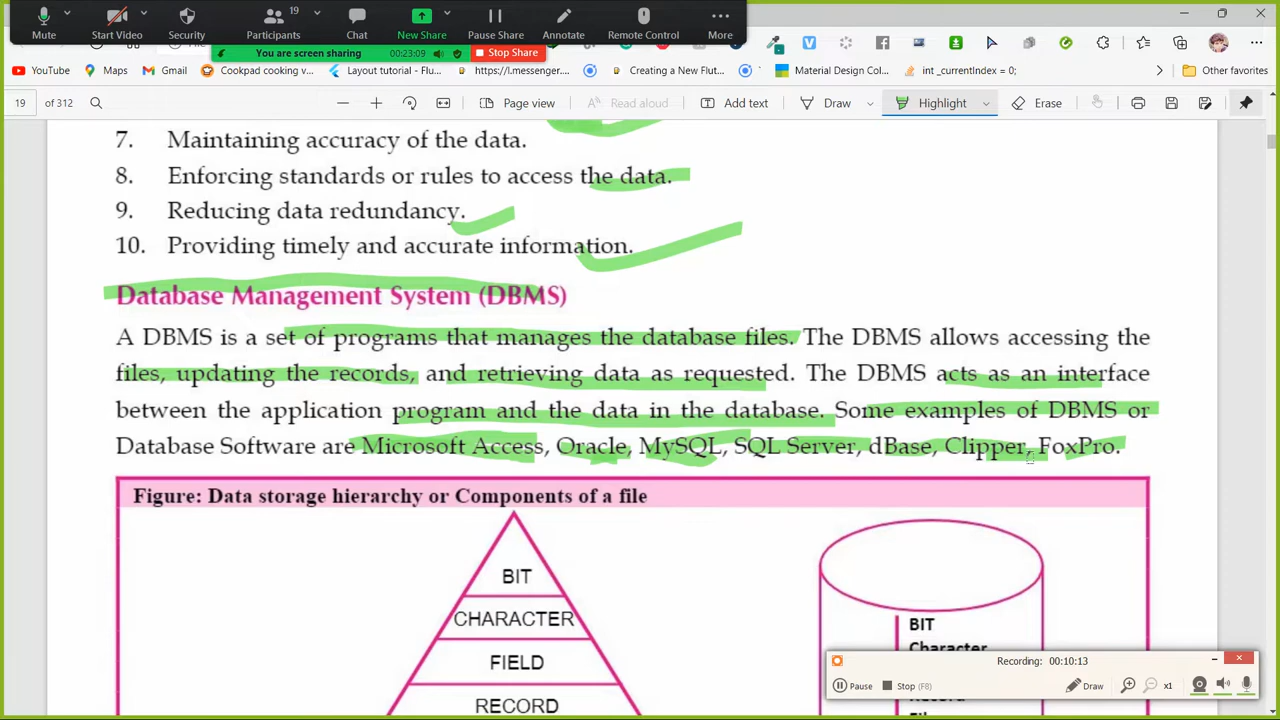 19
Mute
Start Video
Security
Participants
Chat
New Share
Pause Share
Annotate
Remote Control
More
You are screen sharing
00:23:09
Stop Share
File
YouTube
Maps
Gmail
Cookpad cooking v...
Layout tutorial - Flu...
https://l.messenger...
Creating a New Flut...
Material Design Col...
int _currentIndex = 0;
Other favorites
19 of 312
Page view
Read aloud
Add text
Draw
Highlight
Erase
7. Maintaining accuracy of the data.
8. Enforcing standards or rules to access the data.
9. Reducing data redundancy.
10. Providing timely and accurate information.
Database Management System (DBMS)
A DBMS is a set of programs that manages the database files. The DBMS allows accessing the
files, updating the records, and retrieving data as requested. The DBMS acts as an interface
between the application program and the data in the database. Some examples of DBMS or
Database Software are Microsoft Access, Oracle, MySQL, SQL Server, dBase, Clipper, FoxPro.
Figure: Data storage hierarchy or Components of a file
BIT
CHARACTER
FIELD
RECORD
BIT
Character
Recording: 00:10:13
Pause
Stop (F8)
Draw
x1